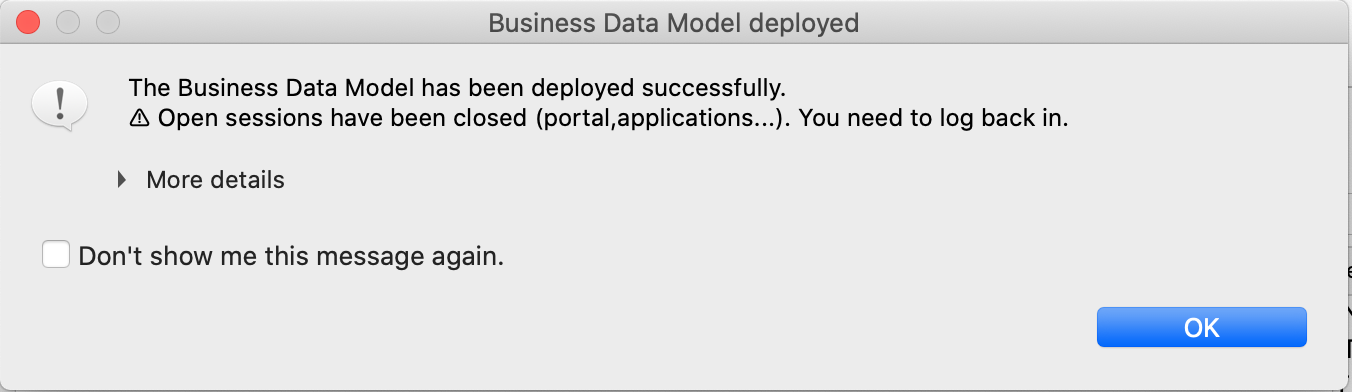 Business Data Model deployed
The Business Data Model has been deployed successfully.
⚠ Open sessions have been closed (portal,applications...). You need to log back in.
More details
Don't show me this message again.
OK